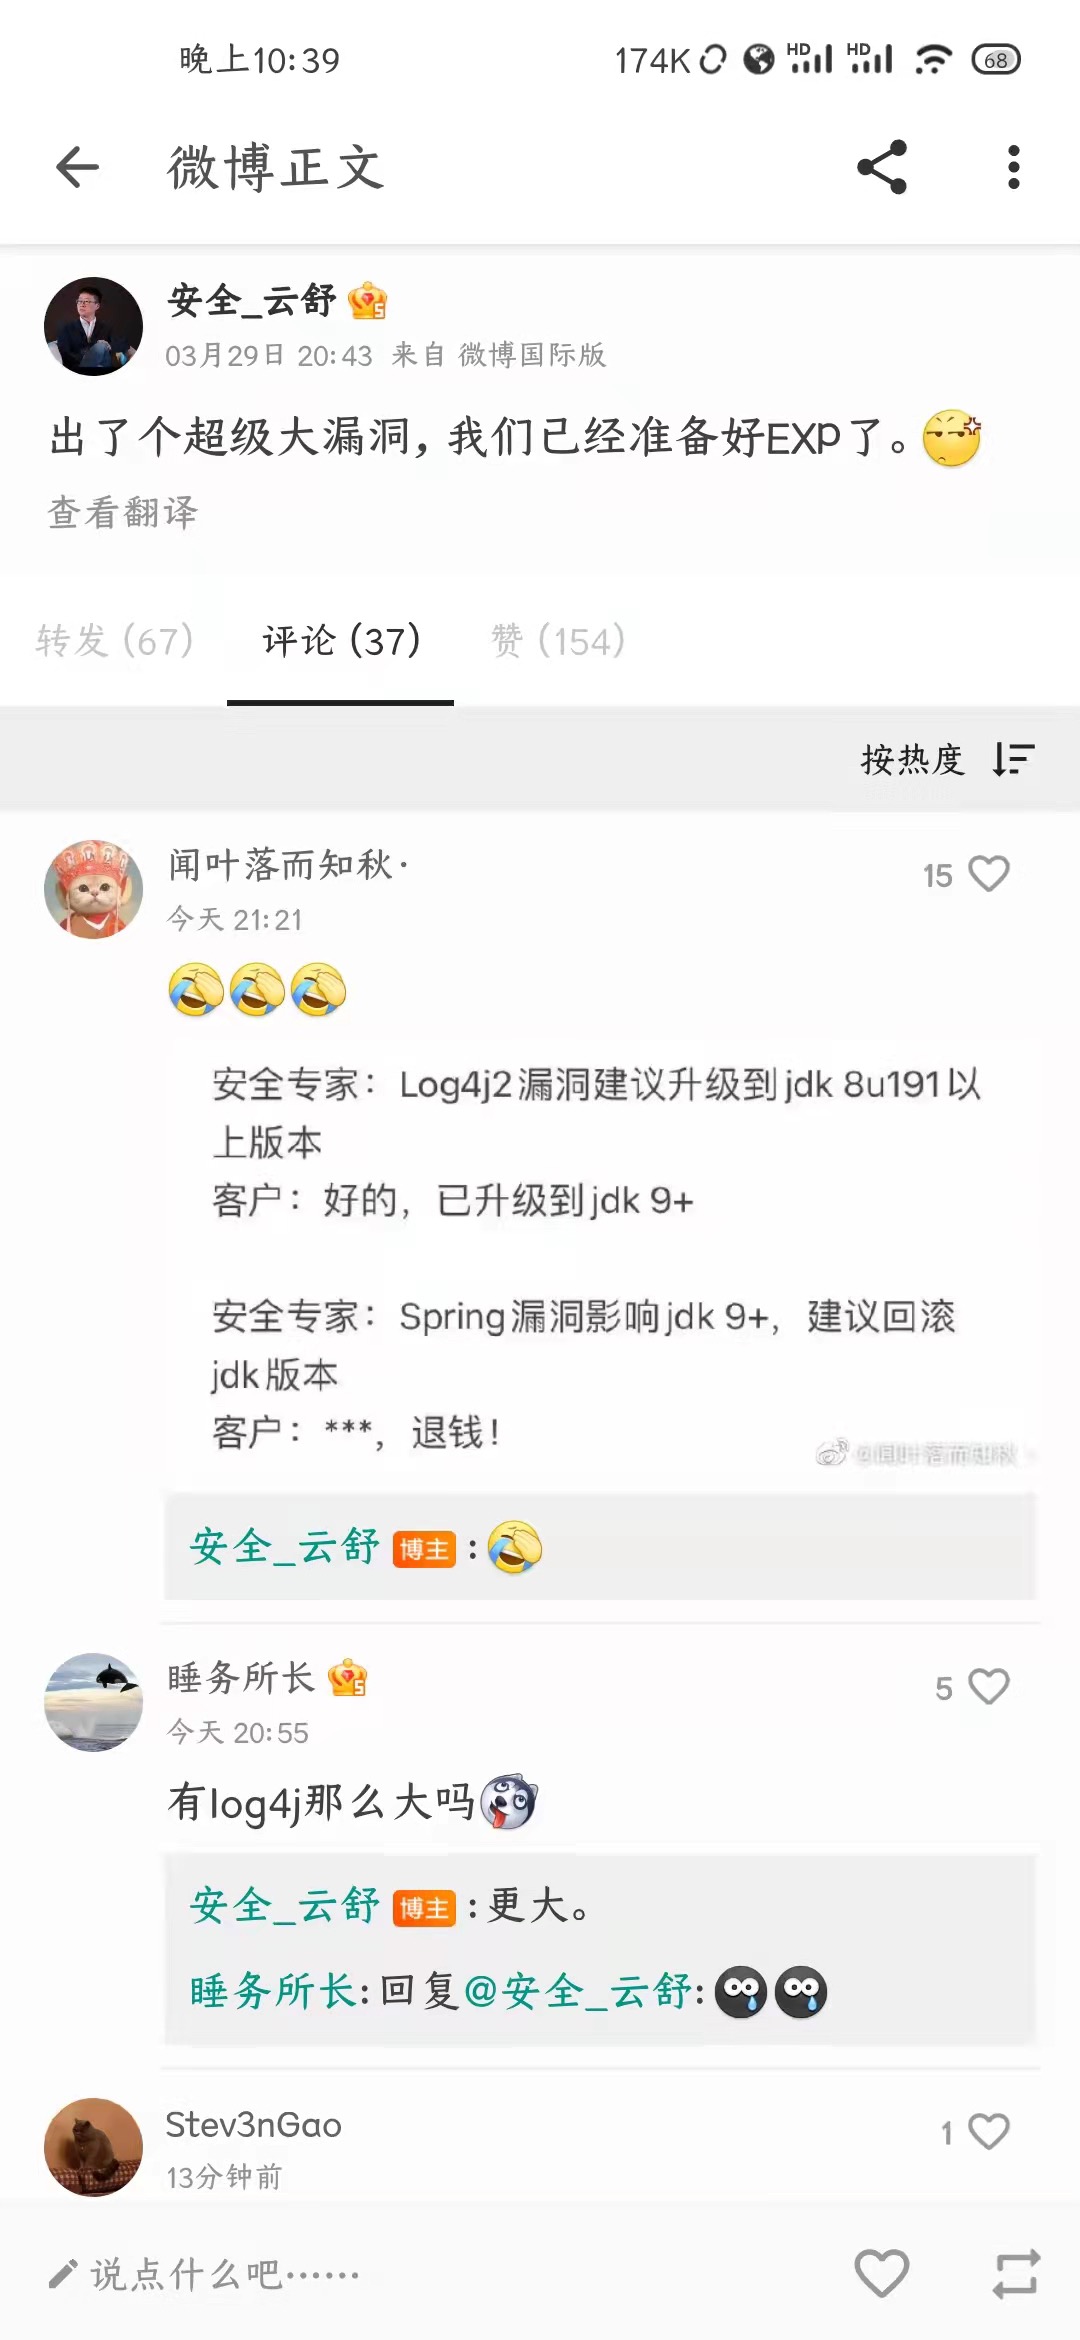 晚上10:39
174K HD HD 68
微博正文
安全_云舒 5
03月29日 20:43 来自 微博国际版
出了个超级大漏洞，我们已经准备好EXP了。
查看翻译
转发 (67) 评论 (37) 赞 (154)
按热度
闻叶落而知秋·
15
今天 21:21
安全专家：Log4j2漏洞建议升级到jdk 8u191以
上版本
客户：好的，已升级到jdk 9+
安全专家：Spring漏洞影响jdk 9+，建议回滚
jdk版本
客户：***，退钱！
@闻叶落而知秋
安全_云舒 博主 :
睡务所长 5
5
今天 20:55
有log4j那么大吗
安全_云舒 博主 :更大。
睡务所长:回复@安全_云舒:
Stev3nGao
1
13分钟前
说点什么吧……